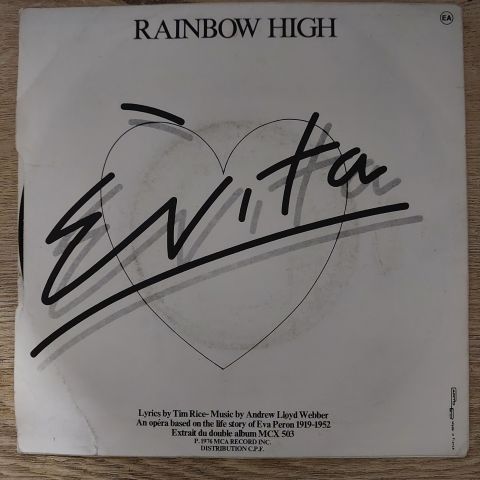 RAINBOW HIGH
EA
Evita
Lyrics by Tim Rice- Music by Andrew Lloyd Webber
An opéra based on the life story of Eva Peron 1919-1952
Extrait du double album MCX 503
P. 1976 MCA RECORD INC.
DISTRIBUTION C.P.F.